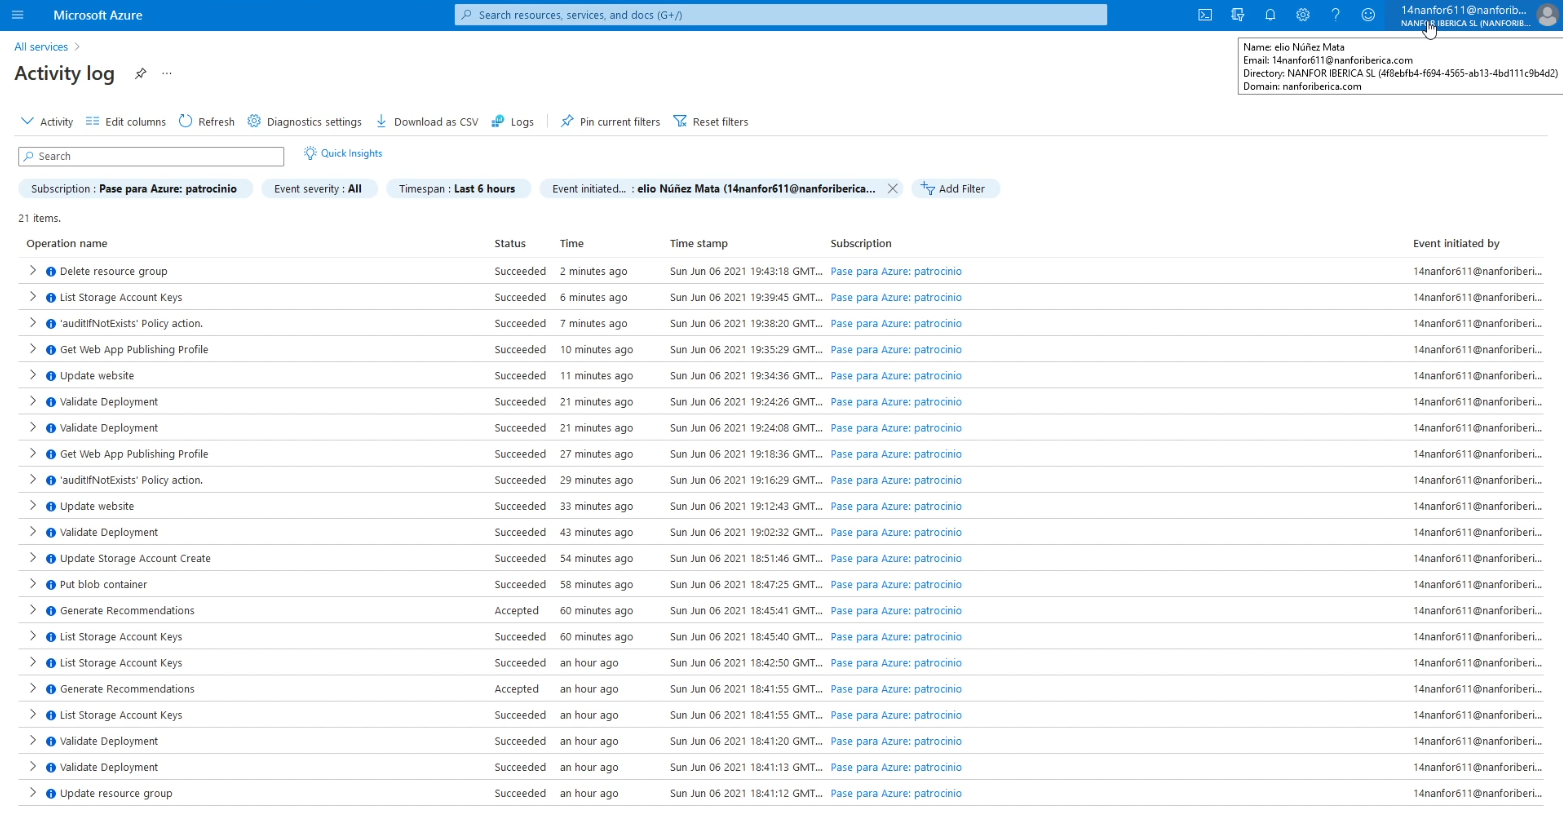 Microsoft Azure
Search resources, services, and docs (G+/)
14nanfor611@nanforib...
NANFOR IBERICA SL (NANFORIB...
Name: elio Núñez Mata
Email: 14nanfor611@nanforiberica.com
Directory: NANFOR IBERICA SL (4f8ebfb4-f694-4565-ab13-4bd111c9b4d2)
Domain: nanforiberica.com
All services
Activity log
...
Activity Edit columns Refresh Diagnostics settings Download as CSV Logs Pin current filters Reset filters
Search
Quick Insights
Subscription : Pase para Azure: patrocinio Event severity : All Timespan : Last 6 hours Event initiated... : elio Núñez Mata (14nanfor611@nanforiberica... Add Filter
21 items.
Operation name Status Time Time stamp Subscription Event initiated by
Delete resource group Succeeded 2 minutes ago Sun Jun 06 2021 19:43:18 GMT... Pase para Azure: patrocinio 14nanfor611@nanforiberi...
List Storage Account Keys Succeeded 6 minutes ago Sun Jun 06 2021 19:39:45 GMT... Pase para Azure: patrocinio 14nanfor611@nanforiberi...
'auditIfNotExists' Policy action. Succeeded 7 minutes ago Sun Jun 06 2021 19:38:20 GMT... Pase para Azure: patrocinio 14nanfor611@nanforiberi...
Get Web App Publishing Profile Succeeded 10 minutes ago Sun Jun 06 2021 19:35:29 GMT... Pase para Azure: patrocinio 14nanfor611@nanforiberi...
Update website Succeeded 11 minutes ago Sun Jun 06 2021 19:34:36 GMT... Pase para Azure: patrocinio 14nanfor611@nanforiberi...
Validate Deployment Succeeded 21 minutes ago Sun Jun 06 2021 19:24:26 GMT... Pase para Azure: patrocinio 14nanfor611@nanforiberi...
Validate Deployment Succeeded 21 minutes ago Sun Jun 06 2021 19:24:08 GMT... Pase para Azure: patrocinio 14nanfor611@nanforiberi...
Get Web App Publishing Profile Succeeded 27 minutes ago Sun Jun 06 2021 19:18:36 GMT... Pase para Azure: patrocinio 14nanfor611@nanforiberi...
'auditIfNotExists' Policy action. Succeeded 29 minutes ago Sun Jun 06 2021 19:16:29 GMT... Pase para Azure: patrocinio 14nanfor611@nanforiberi...
Update website Succeeded 33 minutes ago Sun Jun 06 2021 19:12:43 GMT... Pase para Azure: patrocinio 14nanfor611@nanforiberi...
Validate Deployment Succeeded 43 minutes ago Sun Jun 06 2021 19:02:32 GMT... Pase para Azure: patrocinio 14nanfor611@nanforiberi...
Update Storage Account Create Succeeded 54 minutes ago Sun Jun 06 2021 18:51:46 GMT... Pase para Azure: patrocinio 14nanfor611@nanforiberi...
Put blob container Succeeded 58 minutes ago Sun Jun 06 2021 18:47:25 GMT... Pase para Azure: patrocinio 14nanfor611@nanforiberi...
Generate Recommendations Accepted 60 minutes ago Sun Jun 06 2021 18:45:41 GMT... Pase para Azure: patrocinio 14nanfor611@nanforiberi...
List Storage Account Keys Succeeded 60 minutes ago Sun Jun 06 2021 18:45:40 GMT... Pase para Azure: patrocinio 14nanfor611@nanforiberi...
List Storage Account Keys Succeeded an hour ago Sun Jun 06 2021 18:42:50 GMT... Pase para Azure: patrocinio 14nanfor611@nanforiberi...
Generate Recommendations Accepted an hour ago Sun Jun 06 2021 18:41:55 GMT... Pase para Azure: patrocinio 14nanfor611@nanforiberi...
List Storage Account Keys Succeeded an hour ago Sun Jun 06 2021 18:41:55 GMT... Pase para Azure: patrocinio 14nanfor611@nanforiberi...
Validate Deployment Succeeded an hour ago Sun Jun 06 2021 18:41:20 GMT... Pase para Azure: patrocinio 14nanfor611@nanforiberi...
Validate Deployment Succeeded an hour ago Sun Jun 06 2021 18:41:13 GMT... Pase para Azure: patrocinio 14nanfor611@nanforiberi...
Update resource group Succeeded an hour ago Sun Jun 06 2021 18:41:12 GMT... Pase para Azure: patrocinio 14nanfor611@nanforiberi...